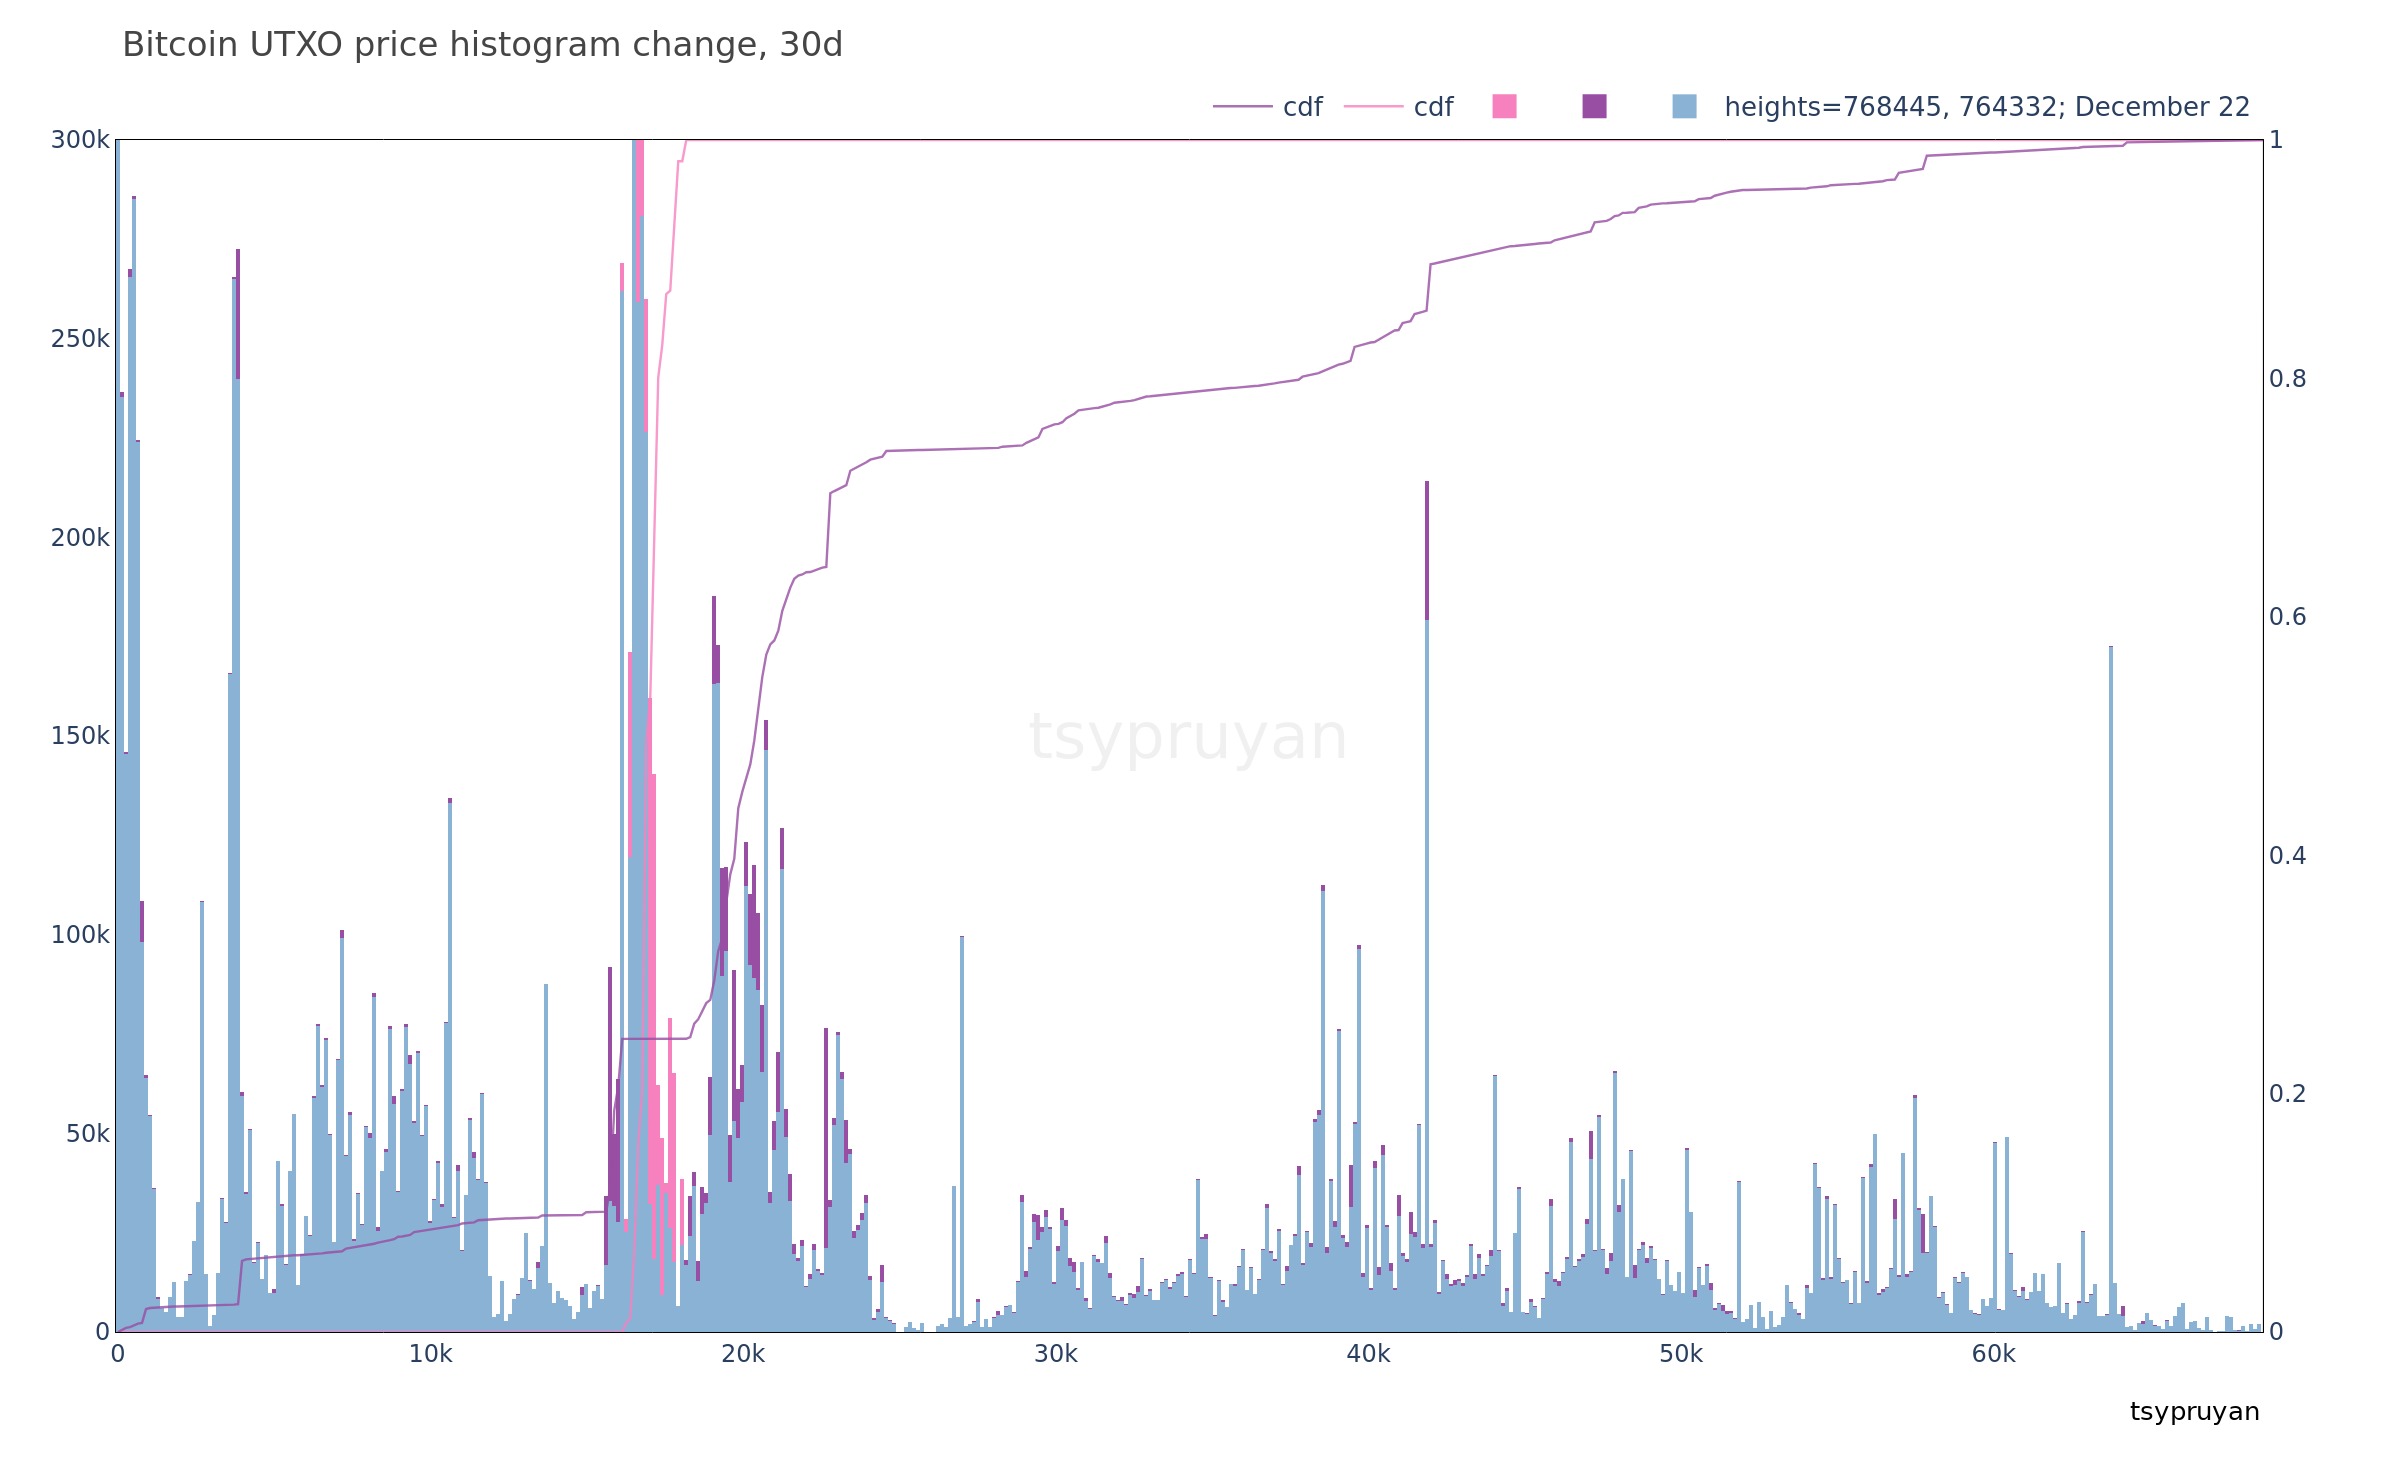 Bitcoin UTXO price histogram change, 30d
cdf cdf heights=768445, 764332; December 22
300k
250k
200k
150k
100k
50k
0
1
0.8
0.6
0.4
0.2
0
tsypruyan
0 10k 20k 30k 40k 50k 60k
tsypruyan